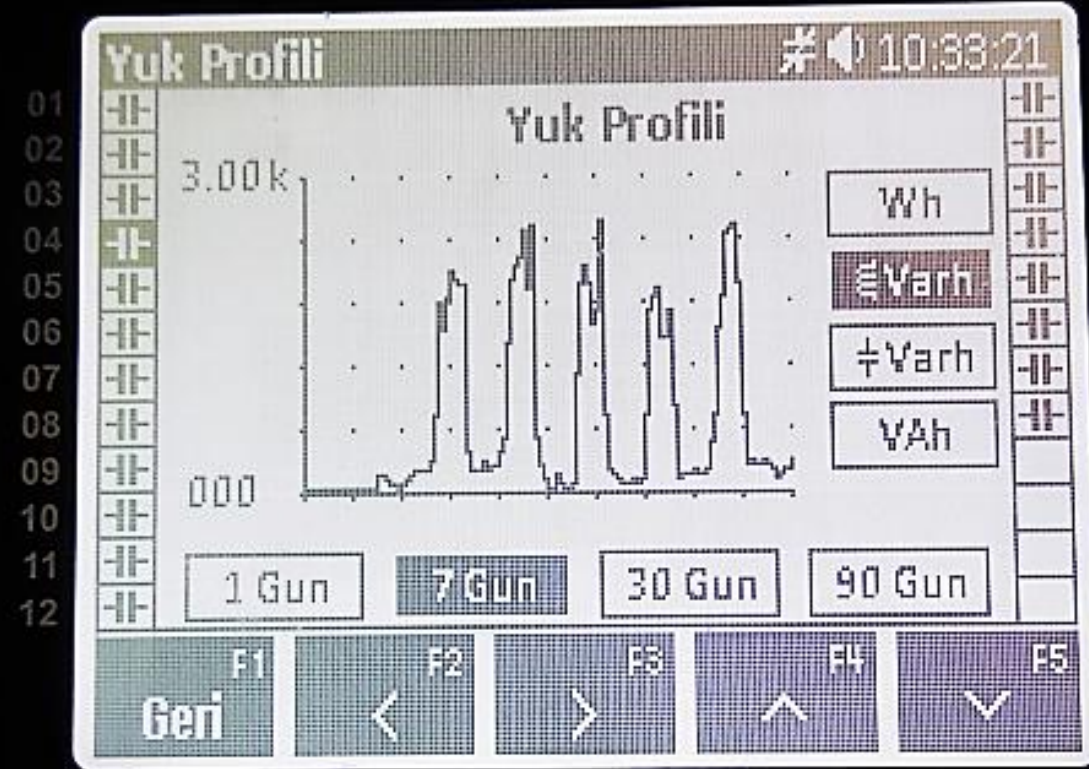 Yuk Profili 10:33:21
Yuk Profili
01
02
03
04
05
06
07
08
09
10
11
12
3.00k
000
Wh
Varh
Varh
VAh
1 Gun
7 Gun
30 Gun
90 Gun
F1
F2
F3
F4
F5
Geri